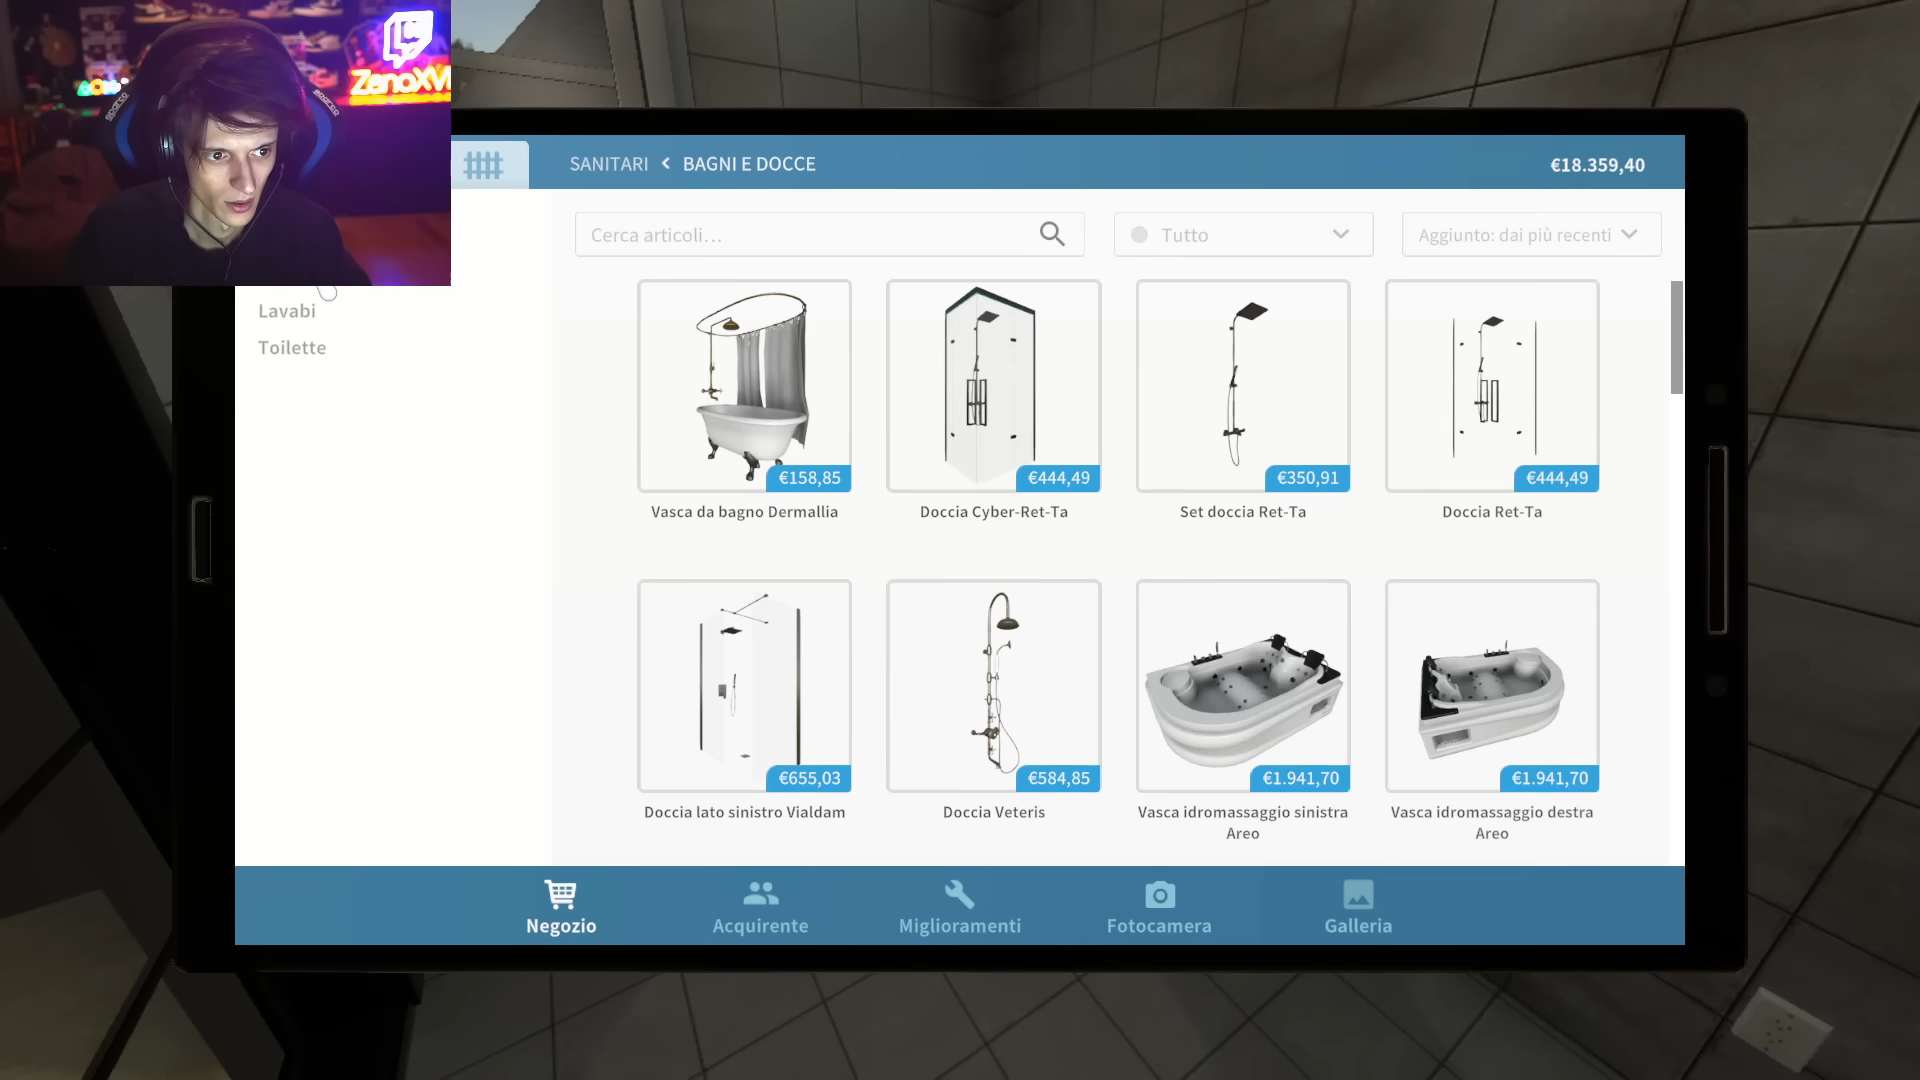 ZenoXV
sparco
sparco
SANITARI < BAGNI E DOCCE
€18.359,40
Cerca articoli...
Tutto
Aggiunto: dai più recenti
Lavabi
Toilette
€158,85
€444,49
€350,91
€444,49
Vasca da bagno Dermallia
Doccia Cyber-Ret-Ta
Set doccia Ret-Ta
Doccia Ret-Ta
€655,03
€584,85
€1.941,70
€1.941,70
Doccia lato sinistro Vialdam
Doccia Veteris
Vasca idromassaggio sinistra
Areo
Vasca idromassaggio destra
Areo
Negozio
Acquirente
Miglioramenti
Fotocamera
Galleria